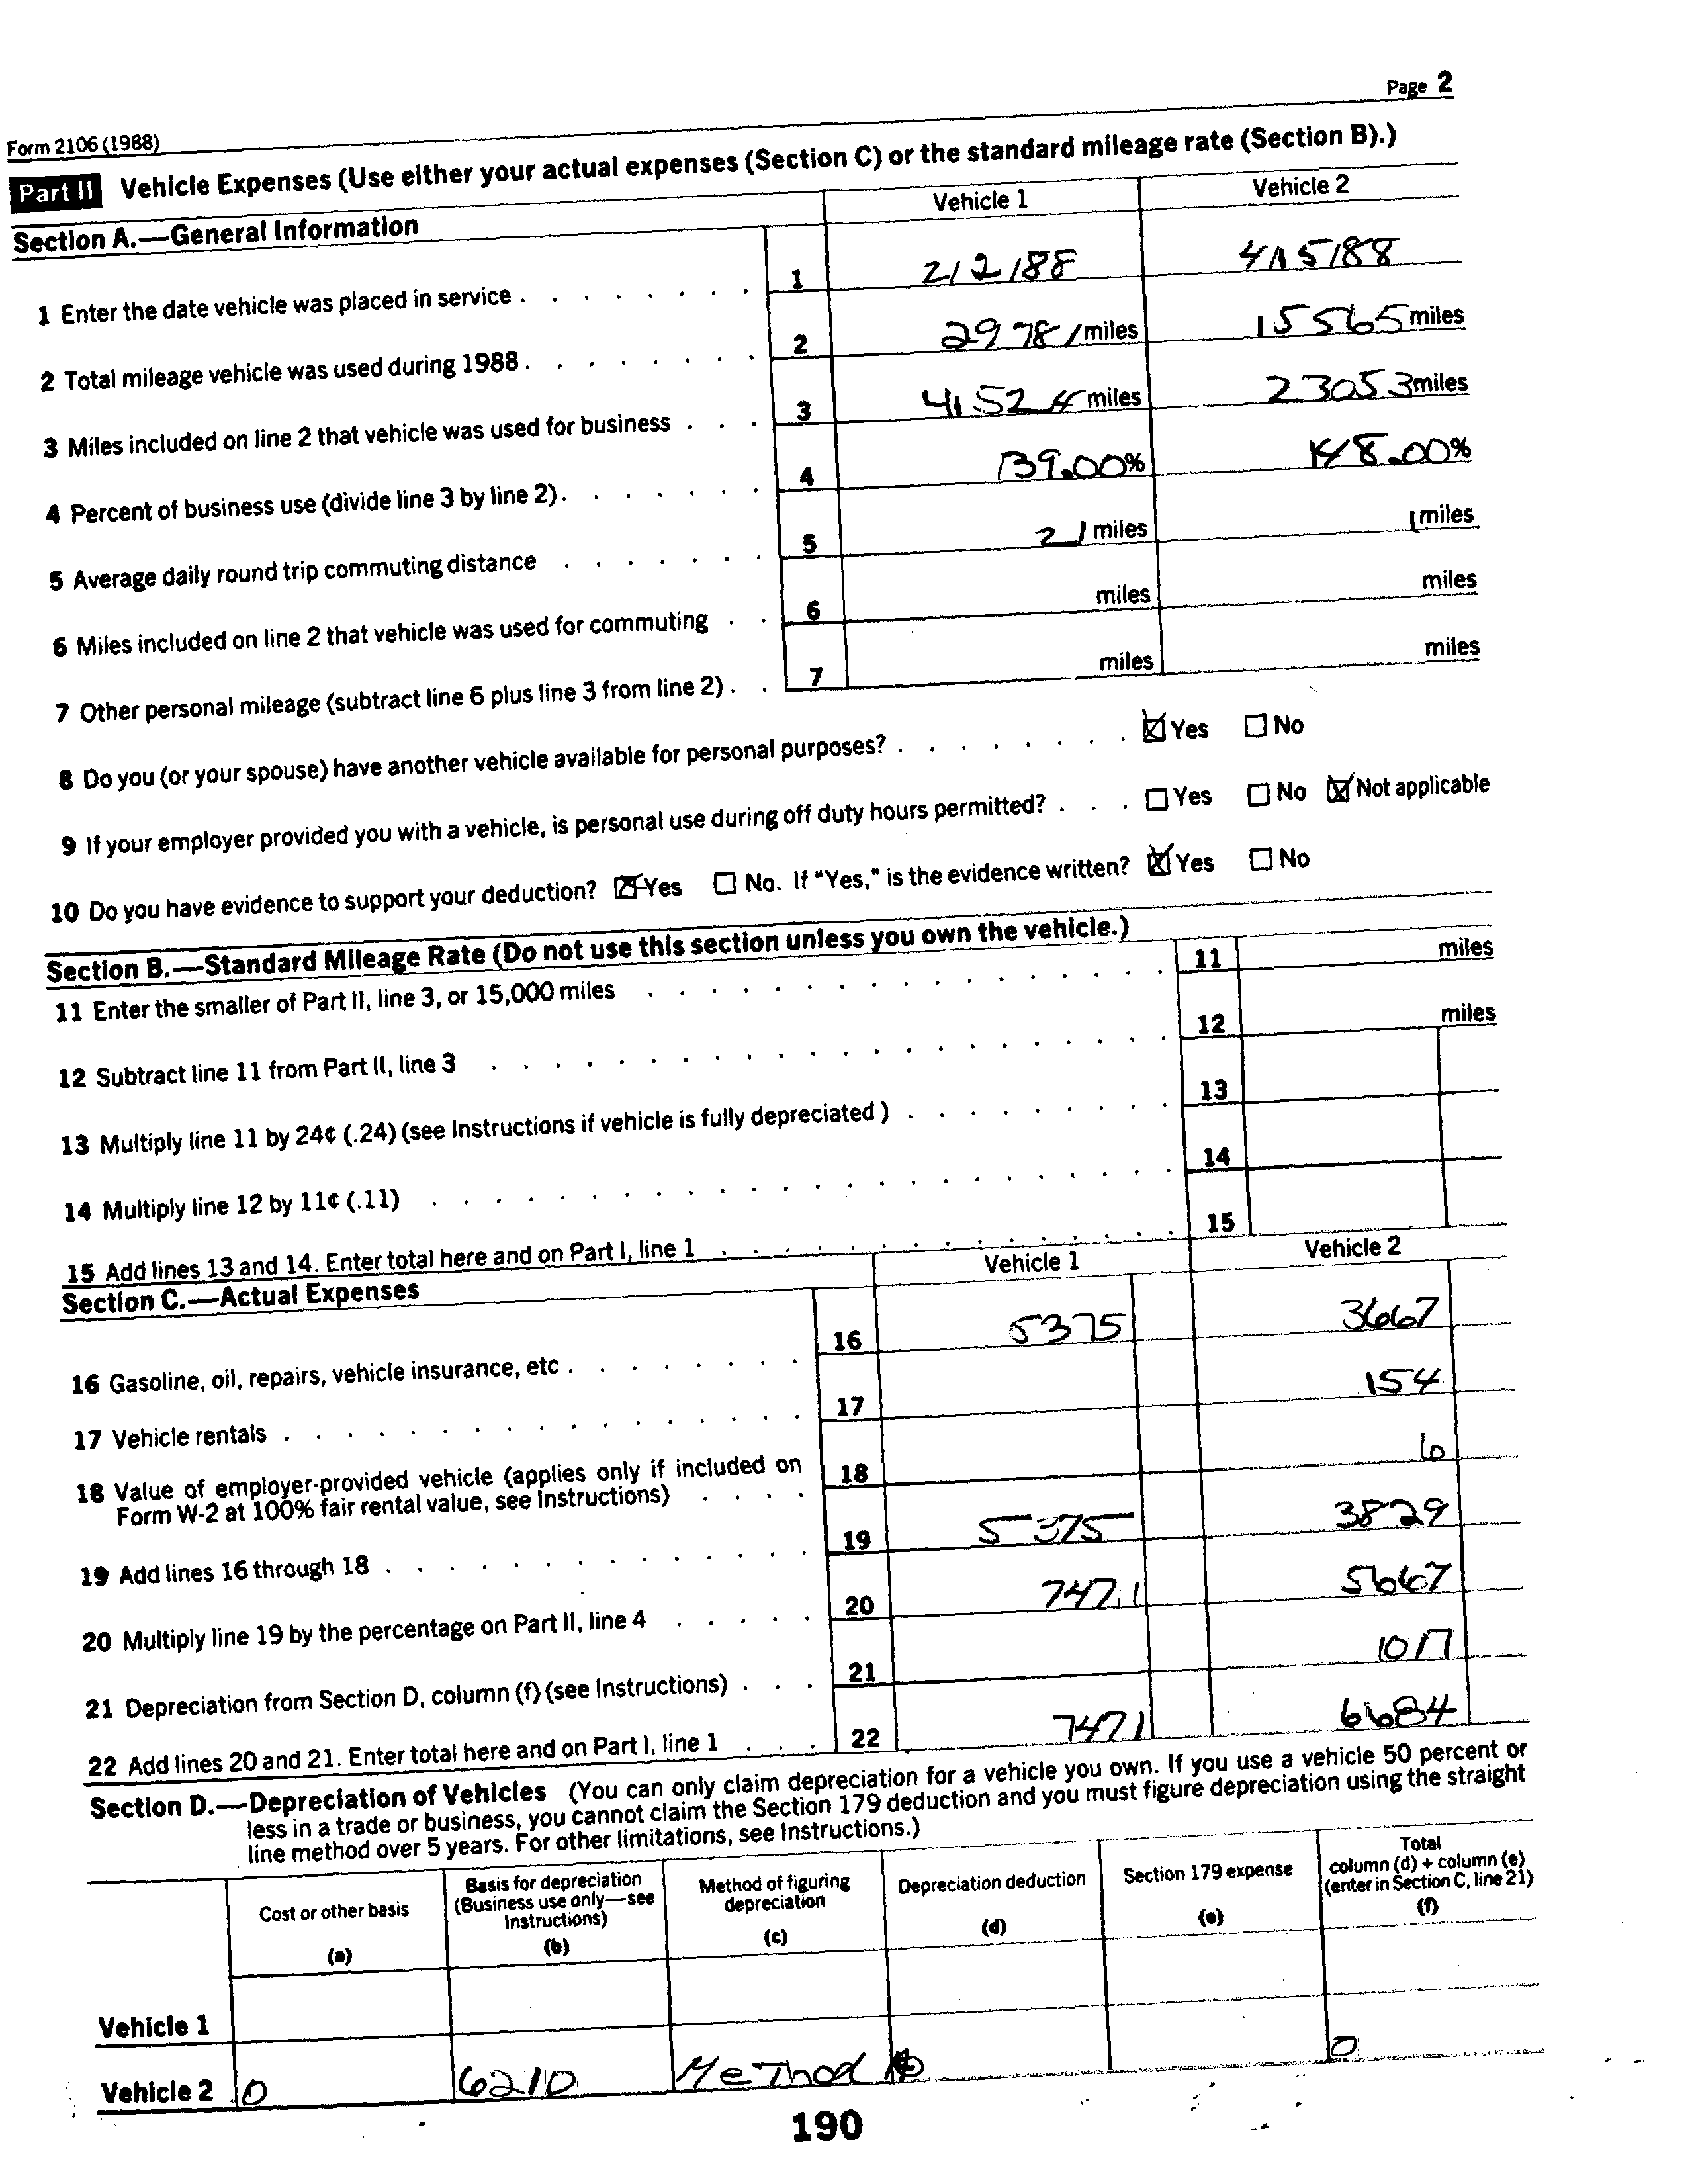 Page 2
Form 2106 (1988)
Part II Vehicle Expenses (Use either your actual expenses (Section C) or the standard mileage rate (Section B).)
Section A.—General Information Vehicle 1 Vehicle 2
1 Enter the date vehicle was placed in service . . . . . . . . 1 2/2/88 4/15/88
2 Total mileage vehicle was used during 1988 . . . . . . . . 2 29781 miles 15565 miles
3 Miles included on line 2 that vehicle was used for business . . . 3 41524 miles 23053 miles
4 Percent of business use (divide line 3 by line 2) . . . . . . . 4 139.00% 148.00%
5 Average daily round trip commuting distance . . . . . . . 5 21 miles 1 miles
6 Miles included on line 2 that vehicle was used for commuting . . 6 miles miles
7 Other personal mileage (subtract line 6 plus line 3 from line 2) . . 7 miles miles
8 Do you (or your spouse) have another vehicle available for personal purposes? . . . . . . . . ☒ Yes ☐ No
9 If your employer provided you with a vehicle, is personal use during off duty hours permitted? . . . ☐ Yes ☐ No ☒ Not applicable
10 Do you have evidence to support your deduction? ☒ Yes ☐ No. If "Yes," is the evidence written? ☒ Yes ☐ No
Section B.—Standard Mileage Rate (Do not use this section unless you own the vehicle.)
11 Enter the smaller of Part II, line 3, or 15,000 miles . . . . . . . . . . . . . . . . . 11 miles
12 Subtract line 11 from Part II, line 3 . . . . . . . . . . . . . . . . . . . . . . 12 miles
13 Multiply line 11 by 24¢ (.24) (see Instructions if vehicle is fully depreciated) . . . . . . . . . 13
14 Multiply line 12 by 11¢ (.11) . . . . . . . . . . . . . . . . . . . . . . . . 14
15 Add lines 13 and 14. Enter total here and on Part I, line 1 . . . . . . . . . . . . . . . 15
Section C.—Actual Expenses Vehicle 1 Vehicle 2
16 Gasoline, oil, repairs, vehicle insurance, etc . . . . . . . . 16 5375 3667
17 Vehicle rentals . . . . . . . . . . . . . . . . . 17 154
18 Value of employer-provided vehicle (applies only if included on
Form W-2 at 100% fair rental value, see Instructions) . . . . 18 6
19 Add lines 16 through 18 . . . . . . . . . . . . . . 19 5375 3829
20 Multiply line 19 by the percentage on Part II, line 4 . . . . . 20 7471 5667
21 Depreciation from Section D, column (f) (see Instructions) . . . 21 1017
22 Add lines 20 and 21. Enter total here and on Part I, line 1 . . . 22 7471 6684
Section D.—Depreciation of Vehicles (You can only claim depreciation for a vehicle you own. If you use a vehicle 50 percent or
less in a trade or business, you cannot claim the Section 179 deduction and you must figure depreciation using the straight
line method over 5 years. For other limitations, see Instructions.)
Cost or other basis (a) Basis for depreciation (Business use only—see Instructions) (b) Method of figuring depreciation (c) Depreciation deduction (d) Section 179 expense (e) Total column (d) + column (e) (enter in Section C, line 21) (f)
Vehicle 1
Vehicle 2 0 6210 Method 0
190